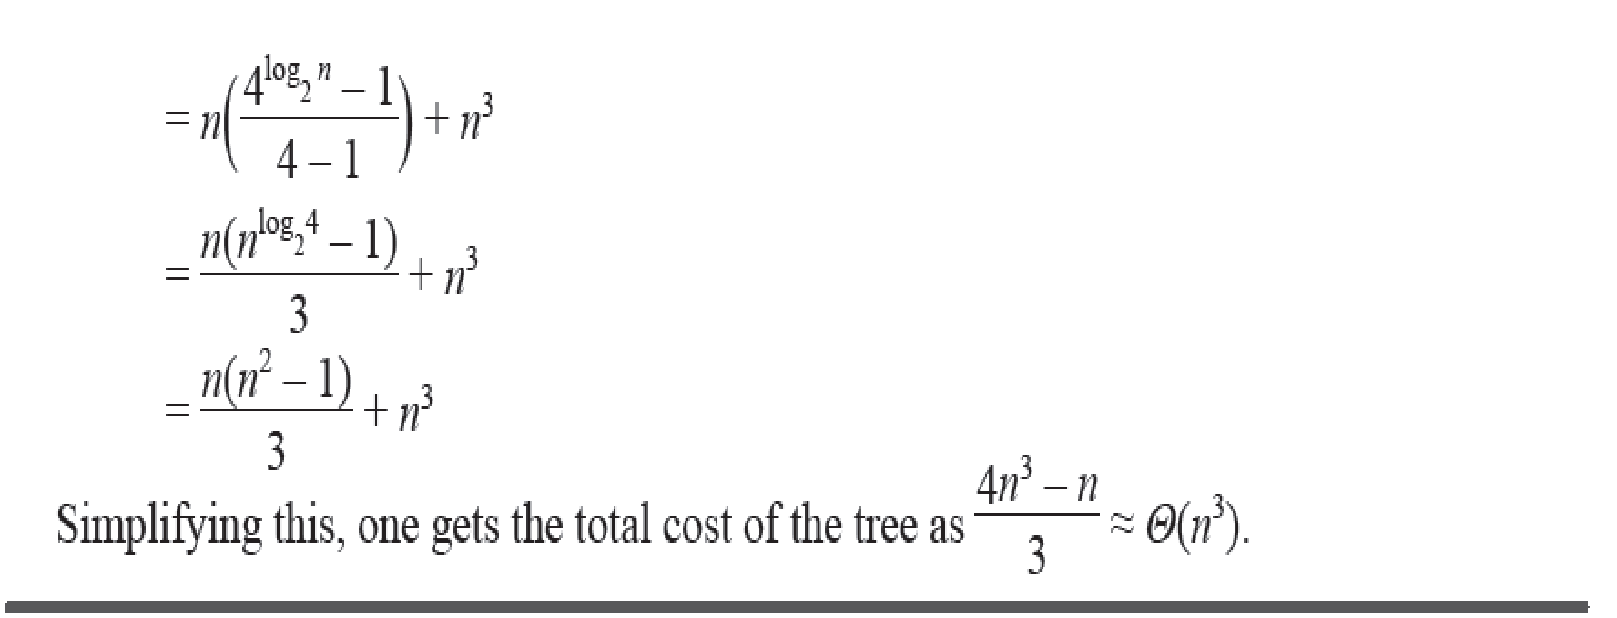 = n((4^{log_2 n} – 1)/(4 – 1)) + n^3
= n(n^{log_2 4} – 1)/3 + n^3
= n(n^2 – 1)/3 + n^3
Simplifying this, one gets the total cost of the tree as (4n^3 – n)/3 ≈ Θ(n^3).